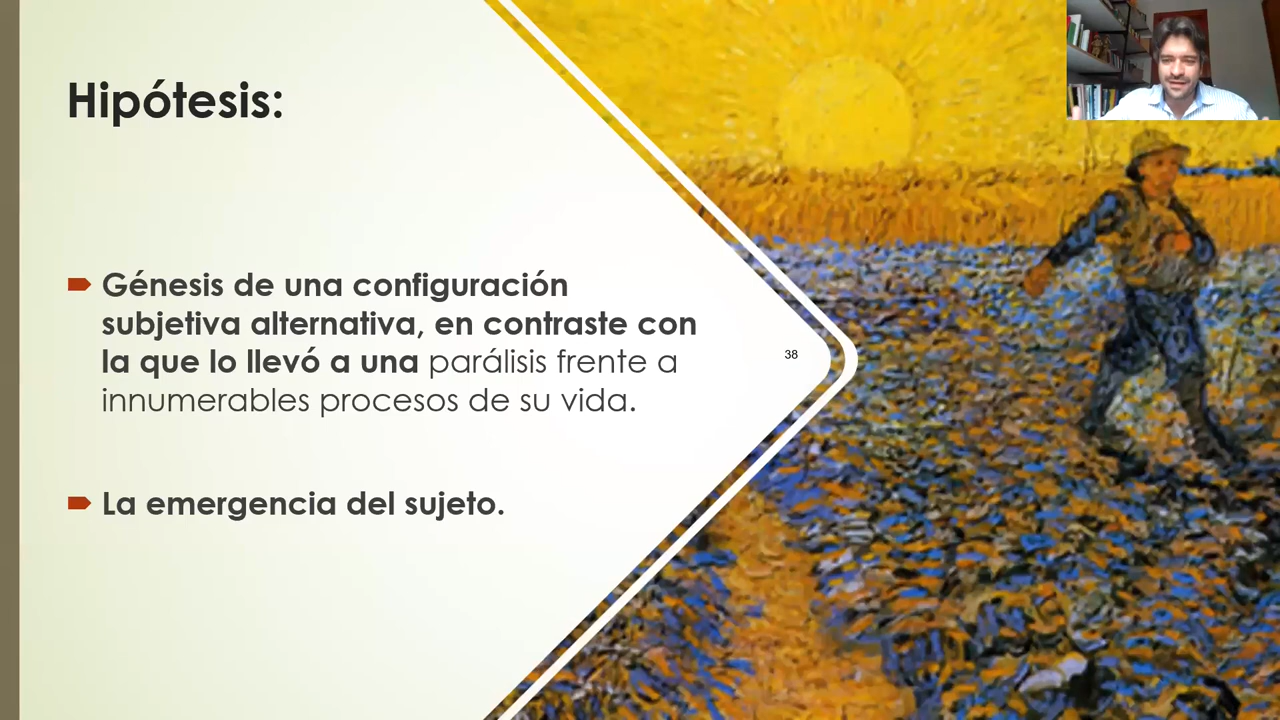 Hipótesis:
Génesis de una configuración
subjetiva alternativa, en contraste con
la que lo llevó a una parálisis frente a
innumerables procesos de su vida.
38
La emergencia del sujeto.